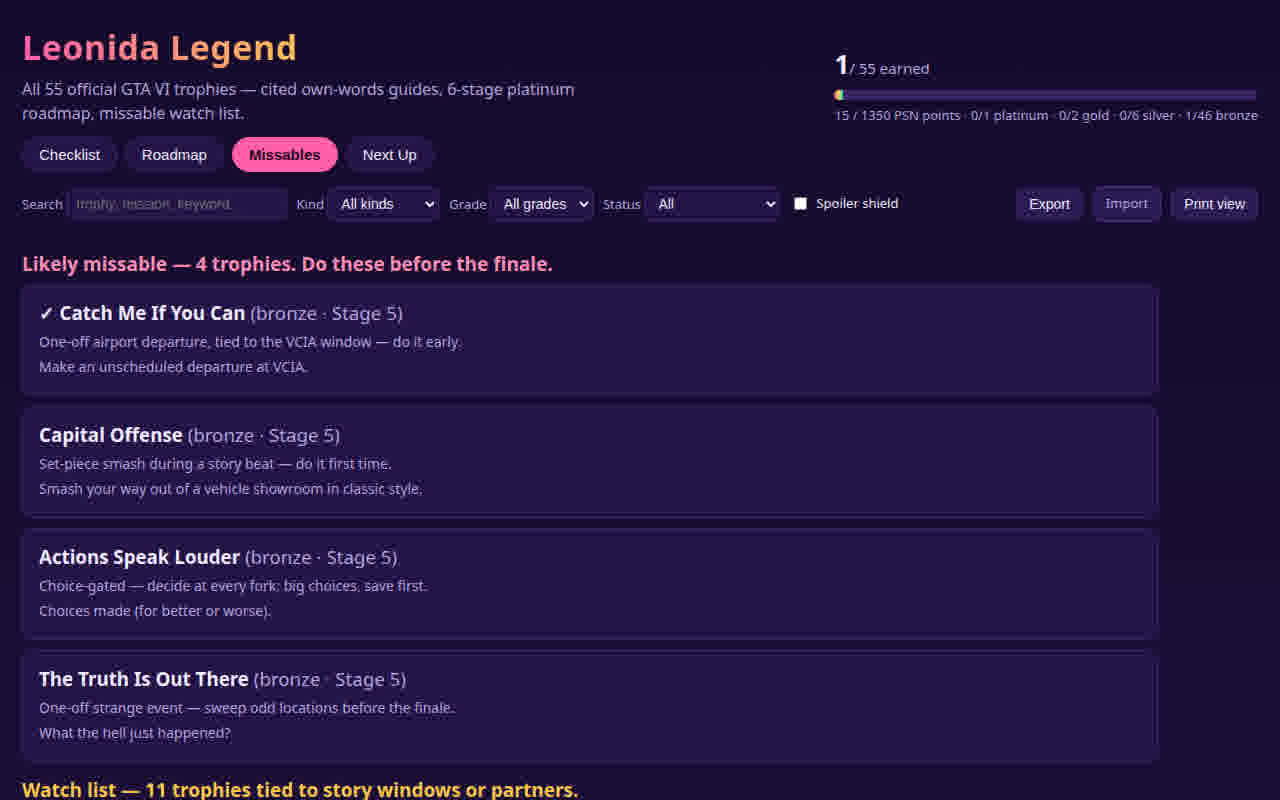 Leonida Legend
All 55 official GTA VI trophies — cited own-words guides, 6-stage platinum
roadmap, missable watch list.
1 / 55 earned
15 / 1350 PSN points · 0/1 platinum · 0/2 gold · 0/6 silver · 1/46 bronze
Checklist Roadmap Missables Next Up
Search trophy, mission, keyword Kind All kinds Grade All grades Status All Spoiler shield Export Import Print view
Likely missable — 4 trophies. Do these before the finale.
✓ Catch Me If You Can (bronze · Stage 5)
One-off airport departure, tied to the VCIA window — do it early.
Make an unscheduled departure at VCIA.
Capital Offense (bronze · Stage 5)
Set-piece smash during a story beat — do it first time.
Smash your way out of a vehicle showroom in classic style.
Actions Speak Louder (bronze · Stage 5)
Choice-gated — decide at every fork; big choices, save first.
Choices made (for better or worse).
The Truth Is Out There (bronze · Stage 5)
One-off strange event — sweep odd locations before the finale.
What the hell just happened?
Watch list — 11 trophies tied to story windows or partners.